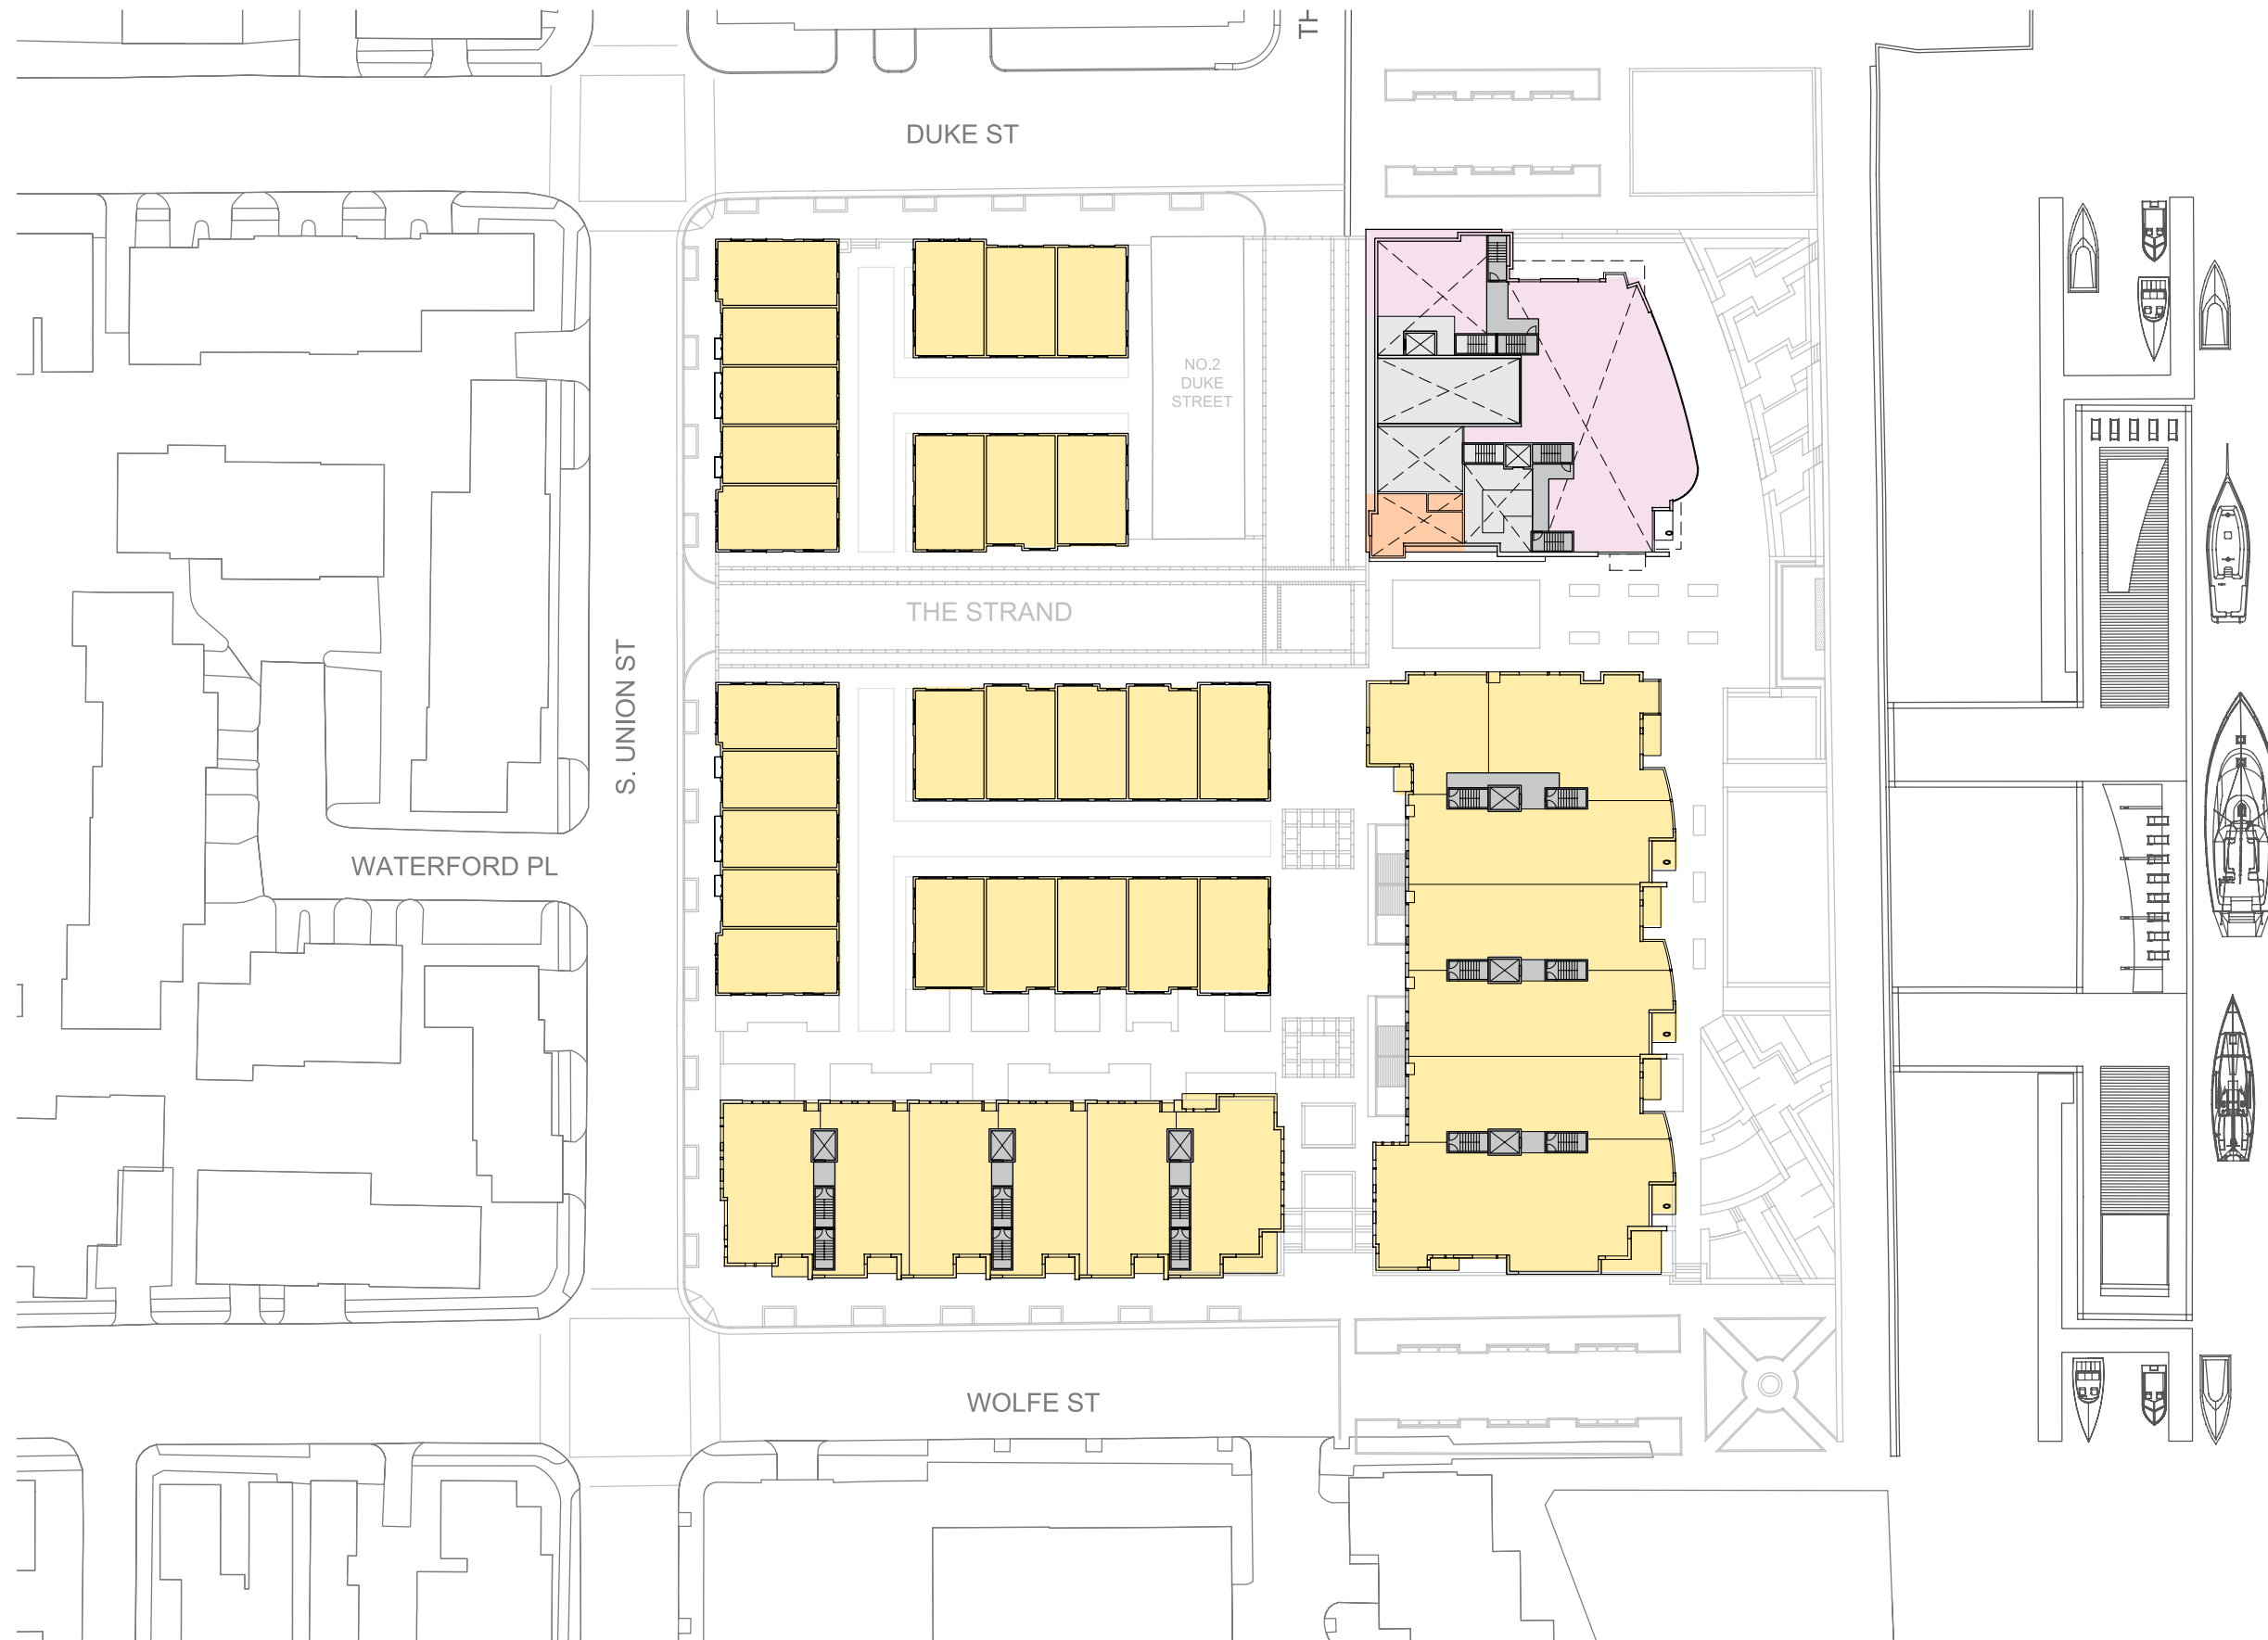 DUKE ST
NO.2
DUKE
STREET
THE STRAND
S. UNION ST
WATERFORD PL
WOLFE ST